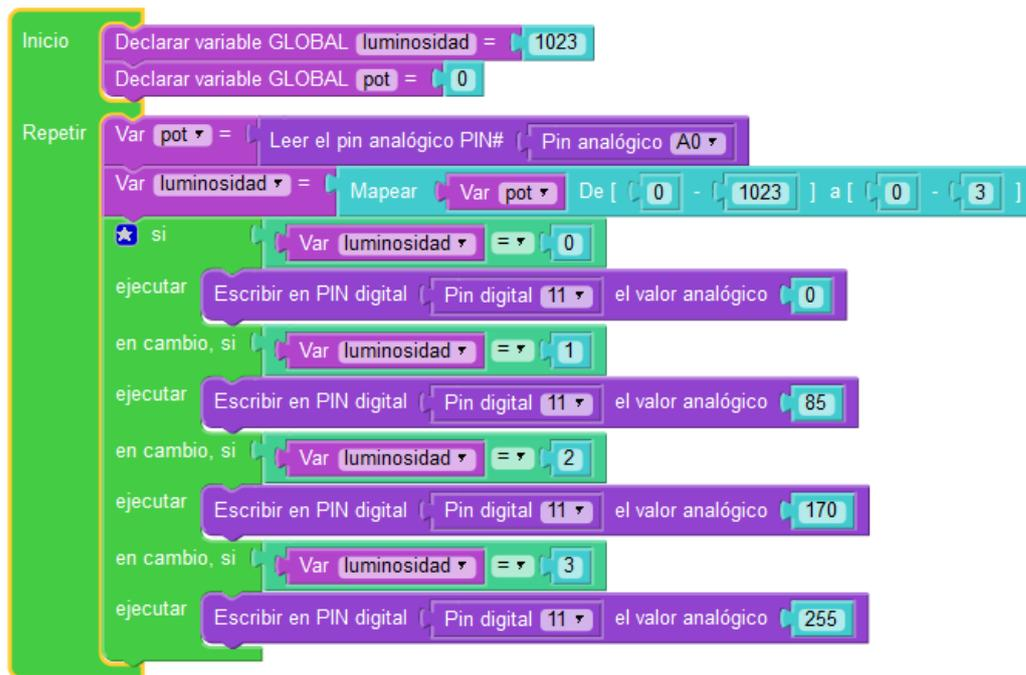 Inicio
Declarar variable GLOBAL luminosidad = 1023
Declarar variable GLOBAL pot = 0
Repetir
Var pot = Leer el pin analógico PIN# Pin analógico A0
Var luminosidad = Mapear Var pot De [ 0 - 1023 ] a [ 0 - 3 ]
si Var luminosidad = 0
ejecutar Escribir en PIN digital Pin digital 11 el valor analógico 0
en cambio, si Var luminosidad = 1
ejecutar Escribir en PIN digital Pin digital 11 el valor analógico 85
en cambio, si Var luminosidad = 2
ejecutar Escribir en PIN digital Pin digital 11 el valor analógico 170
en cambio, si Var luminosidad = 3
ejecutar Escribir en PIN digital Pin digital 11 el valor analógico 255